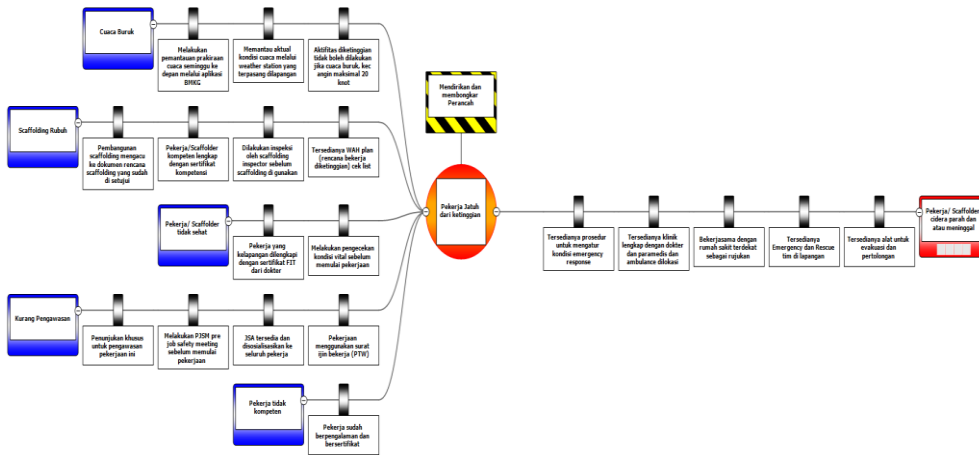 Cuaca Buruk
Melakukan
pemantauan prakiraan
cuaca seminggu ke
depan melalui aplikasi
BMKG
Memantau aktual
kondisi cuaca melalui
weather station yang
terpasang dilapangan
Aktifitas diketinggian
tidak boleh dilakukan
jika cuaca buruk, kec
angin maksimal 20
knot
Scaffolding Rubuh
Pembangunan
scaffolding mengacu
ke dokumen rencana
scaffolding yang sudah
di setujui
Pekerja/Scaffolder
kompeten lengkap
dengan sertifikat
kompetensi
Dilakukan inspeksi
oleh scaffolding
inspector sebelum
scaffolding di gunakan
Tersedianya WAH plan
(rencana bekerja
diketinggian) cek list
Pekerja/ Scaffolder
tidak sehat
Pekerja yang
kelapangan dilengkapi
dengan sertifikat FIT
dari dokter
Melakukan pengecekan
kondisi vital sebelum
memulai pekerjaan
Kurang Pengawasan
Penunjukan khusus
untuk pengawasan
pekerjaan ini
Melakukan PJSM pre
job safety meeting
sebelum memulai
pekerjaan
JSA tersedia dan
disosialisasikan ke
seluruh pekerja
Pekerjaan
menggunakan surat
ijin bekerja (PTW)
Pekerja tidak
kompeten
Pekerja sudah
berpengalaman dan
bersertifikat
Mendirikan dan
membongkar
Perancah
Pekerja Jatuh
dari ketinggian
Tersedianya prosedur
untuk mengatur
kondisi emergency
response
Tersedianya klinik
lengkap dengan dokter
dan paramedis dan
ambulance dilokasi
Bekerjasama dengan
rumah sakit terdekat
sebagai rujukan
Tersedianya
Emergency dan Rescue
tim di lapangan
Tersedianya alat untuk
evakuasi dan
pertolongan
Pekerja/ Scaffolder
cidera parah dan
atau meninggal